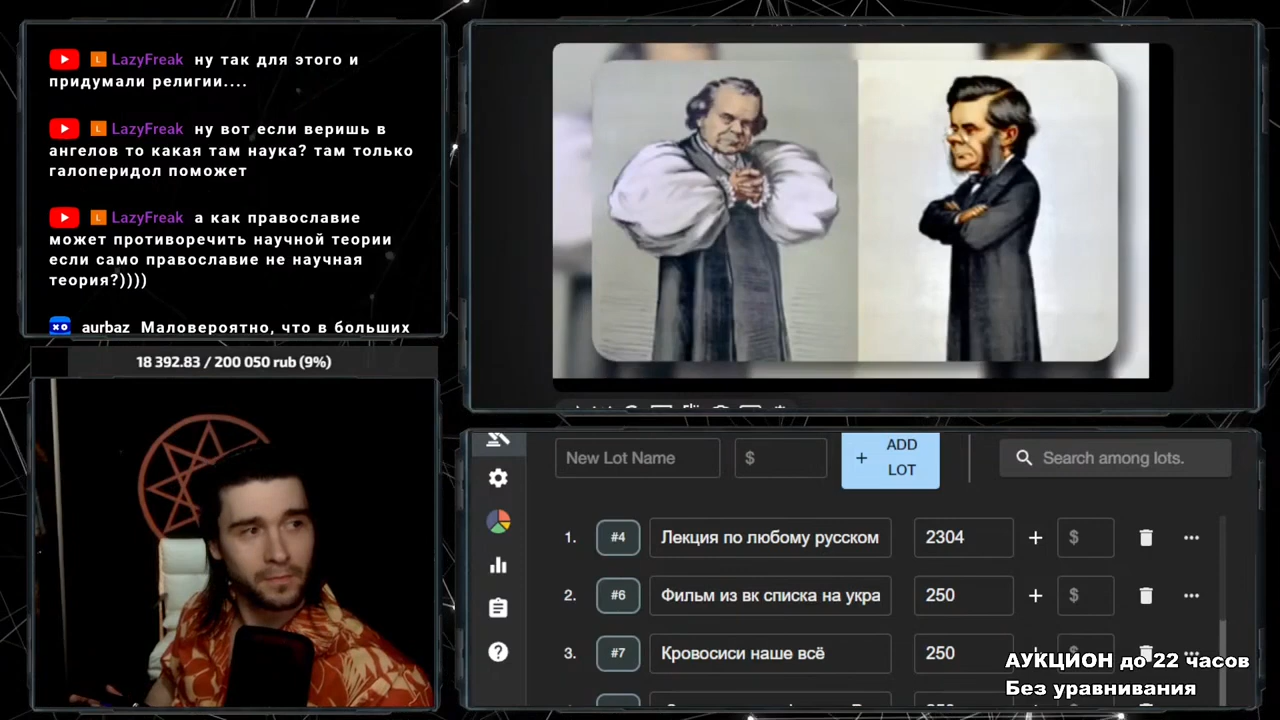 L LazyFreak ну так для этого и
придумали религии....
L LazyFreak ну вот если веришь в
ангелов то какая там наука? там только
галоперидол поможет
L LazyFreak а как православие
может противоречить научной теории
если само православие не научная
теория?))))
XO aurbaz Маловероятно, что в больших
18 392.83 / 200 050 rub (9%)
New Lot Name $ + ADD LOT Search among lots.
1. #4 Лекция по любому русском 2304 + $
2. #6 Фильм из вк списка на укра 250 + $
3. #7 Кровосиси наше всё 250
АУКЦИОН до 22 часов
Без уравнивания